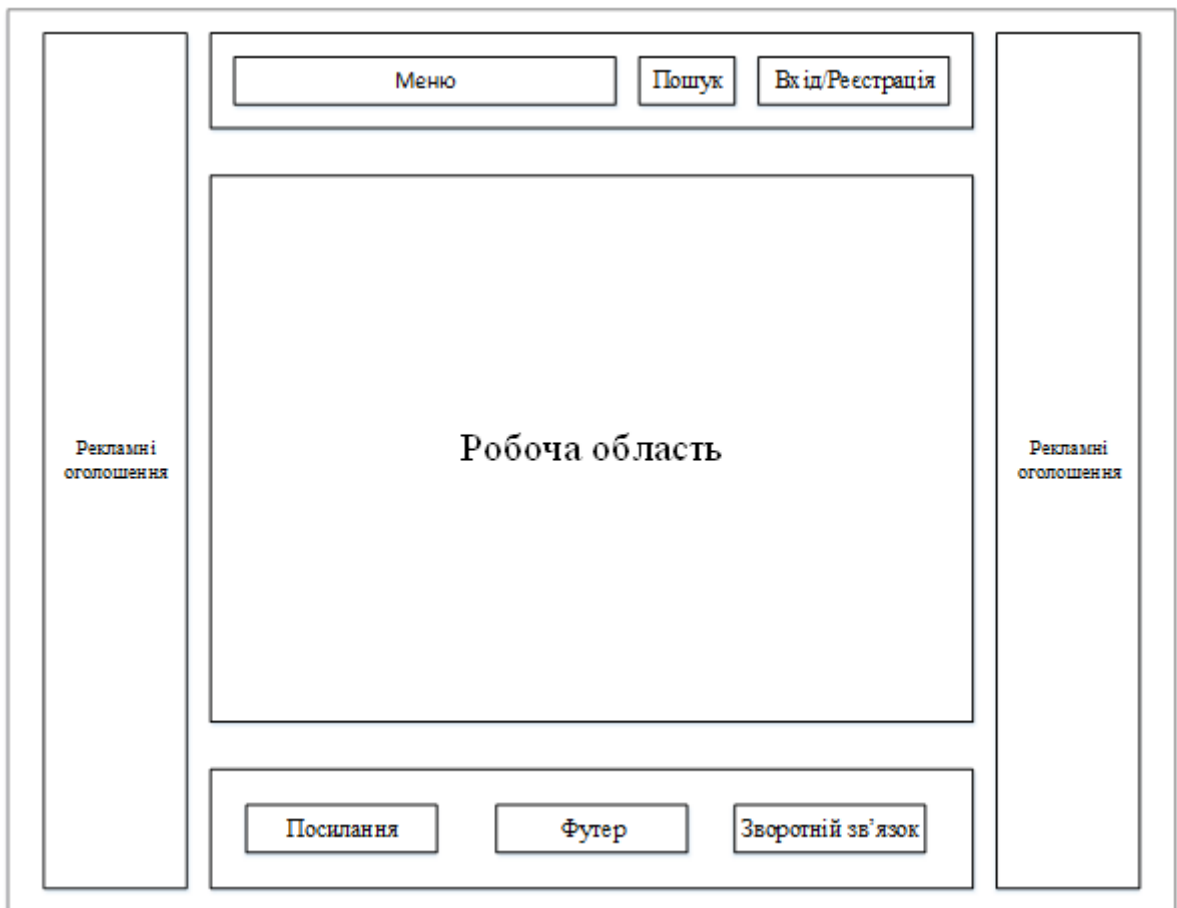 Меню
Пошук
Вхід/Реєстрація
Рекламні
оголошення
Робоча область
Рекламні
оголошення
Посилання
Футер
Зворотній зв’язок